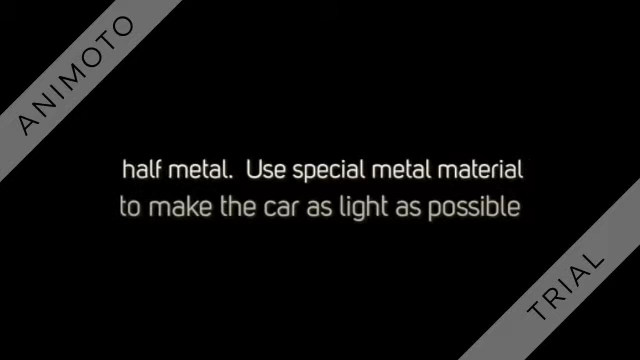 ANIMOTO
half metal.  Use special metal material
to make the car as light as possible
TRIAL